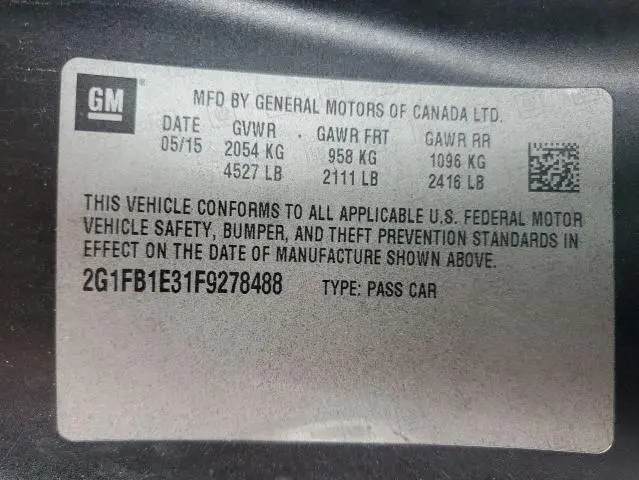 GM ®
MFD BY GENERAL MOTORS OF CANADA LTD.
DATE GVWR GAWR FRT GAWR RR
05/15 2054 KG 958 KG 1096 KG
4527 LB 2111 LB 2416 LB
THIS VEHICLE CONFORMS TO ALL APPLICABLE U.S. FEDERAL MOTOR
VEHICLE SAFETY, BUMPER, AND THEFT PREVENTION STANDARDS IN
EFFECT ON THE DATE OF MANUFACTURE SHOWN ABOVE.
2G1FB1E31F9278488 TYPE: PASS CAR